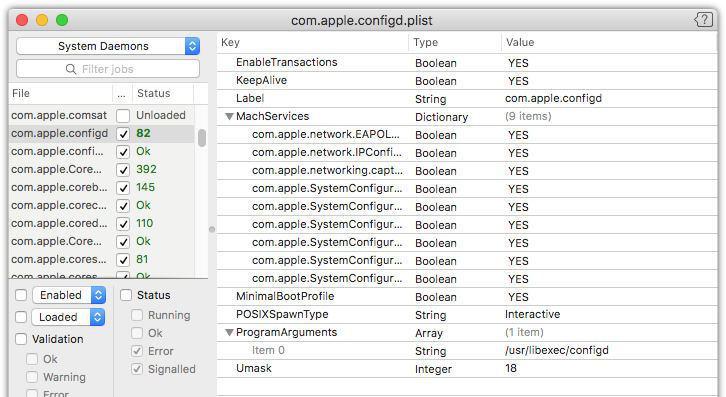 com.apple.configd.plist
?
System Daemons
Filter jobs
File ... Status
com.apple.comsat Unloaded
com.apple.configd 82
com.apple.confi... Ok
com.apple.Core... 392
com.apple.coreb... 145
com.apple.corec... Ok
com.apple.cored... 110
com.apple.Core... Ok
com.apple.cores... 81
com.apple.cores... Ok
Enabled
Loaded
Validation
Ok
Warning
Error
Status
Running
Ok
Error
Signalled
Key Type Value
EnableTransactions Boolean YES
KeepAlive Boolean YES
Label String com.apple.configd
MachServices Dictionary (9 items)
com.apple.network.EAPOL... Boolean YES
com.apple.network.IPConfi... Boolean YES
com.apple.networking.capt... Boolean YES
com.apple.SystemConfigur... Boolean YES
com.apple.SystemConfigur... Boolean YES
com.apple.SystemConfigur... Boolean YES
com.apple.SystemConfigur... Boolean YES
com.apple.SystemConfigur... Boolean YES
com.apple.SystemConfigur... Boolean YES
MinimalBootProfile Boolean YES
POSIXSpawnType String Interactive
ProgramArguments Array (1 item)
Item 0 String /usr/libexec/configd
Umask Integer 18